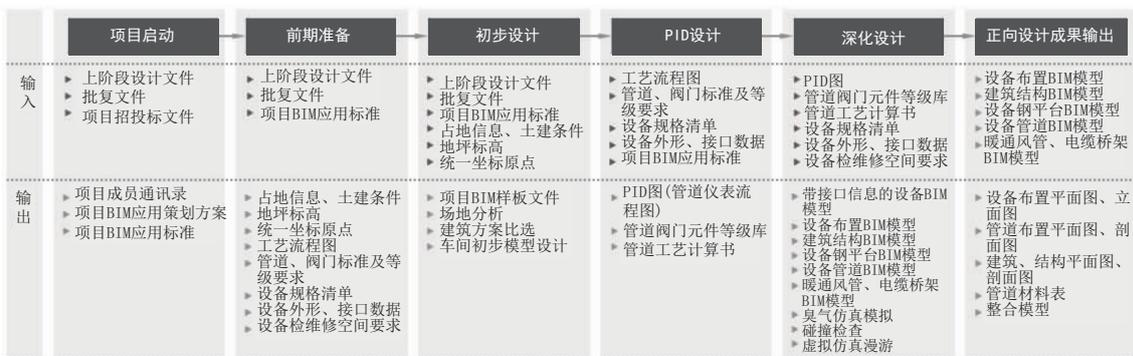 项目启动
前期准备
初步设计
PID设计
深化设计
正向设计成果输出
输
入
上阶段设计文件
批复文件
项目招投标文件
上阶段设计文件
批复文件
项目BIM应用标准
上阶段设计文件
批复文件
项目BIM应用标准
占地信息、土建条件
地坪标高
统一坐标原点
工艺流程图
管道、阀门标准及等
级要求
设备规格清单
设备外形、接口数据
项目BIM应用标准
PID图
管道阀门元件等级库
管道工艺计算书
设备规格清单
设备外形、接口数据
设备检维修空间要求
设备布置BIM模型
建筑结构BIM模型
设备钢平台BIM模型
设备管道BIM模型
暖通风管、电缆桥架
BIM模型
输
出
项目成员通讯录
项目BIM应用策划方案
项目BIM应用标准
占地信息、土建条件
地坪标高
统一坐标原点
工艺流程图
管道、阀门标准及等
级要求
设备规格清单
设备外形、接口数据
设备检维修空间要求
项目BIM样板文件
场地分析
建筑方案比选
车间初步模型设计
PID图(管道仪表流
程图)
管道阀门元件等级库
管道工艺计算书
带接口信息的设备BIM
模型
设备布置BIM模型
建筑结构BIM模型
设备钢平台BIM模型
设备管道BIM模型
暖通风管、电缆桥架
BIM模型
臭气仿真模拟
碰撞检查
虚拟仿真漫游
设备布置平面图、立
面图
管道布置平面图、剖
面图
建筑、结构平面图、
剖面图
管道材料表
整合模型